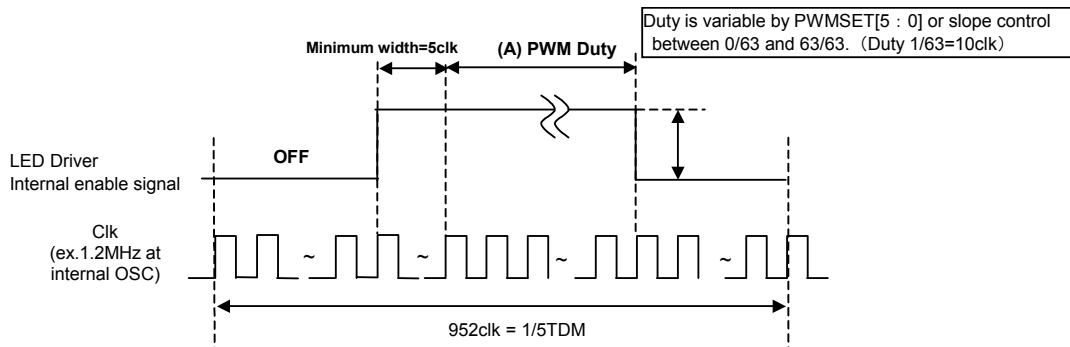 Duty is variable by PWMSET[5 : 0] or slope control
between 0/63 and 63/63.（Duty 1/63=10clk）
Minimum width=5clk
(A) PWM Duty
OFF
LED Driver
Internal enable signal
Clk
(ex.1.2MHz at
internal OSC)
~
~
~
~
952clk = 1/5TDM